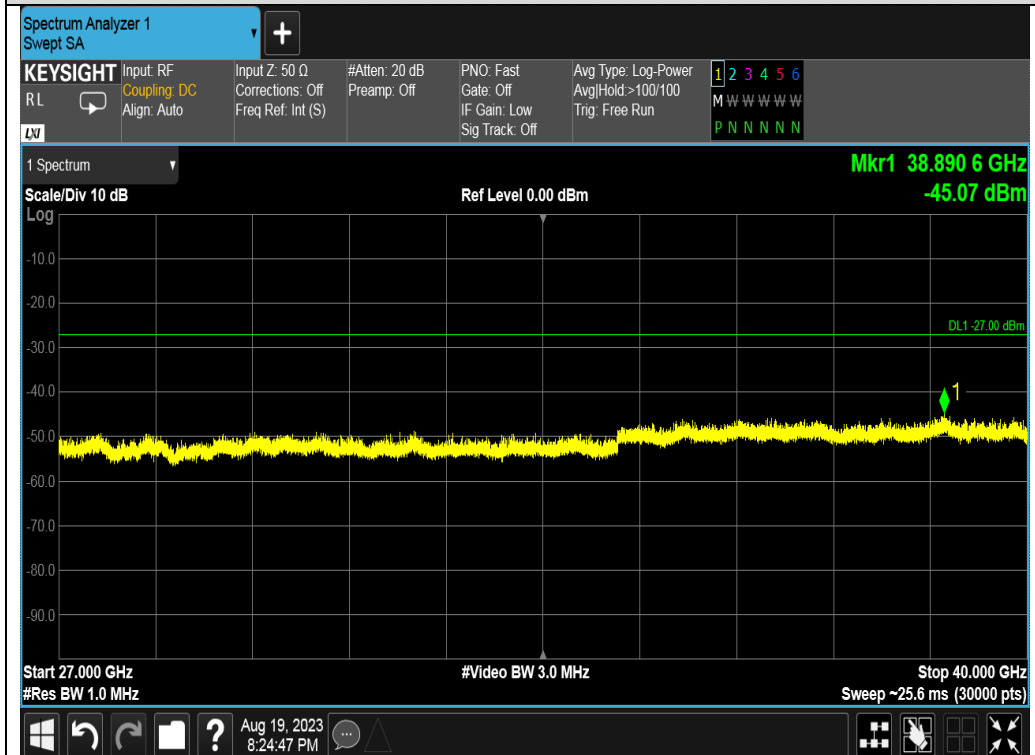 Spectrum Analyzer 1
Swept SA
+
KEYSIGHT
R L
LXI
Input: RF
Coupling: DC
Align: Auto
Input Z: 50 Ω
Corrections: Off
Freq Ref: Int (S)
#Atten: 20 dB
Preamp: Off
PNO: Fast
Gate: Off
IF Gain: Low
Sig Track: Off
Avg Type: Log-Power
Avg|Hold:>100/100
Trig: Free Run
1 2 3 4 5 6
M W W W W W
P N N N N N
1 Spectrum
Mkr1 38.890 6 GHz
-45.07 dBm
Scale/Div 10 dB
Ref Level 0.00 dBm
Log
-10.0
-20.0
DL1 -27.00 dBm
-30.0
-40.0
1
-50.0
-60.0
-70.0
-80.0
-90.0
Start 27.000 GHz
#Video BW 3.0 MHz
Stop 40.000 GHz
#Res BW 1.0 MHz
Sweep ~25.6 ms (30000 pts)
?
Aug 19, 2023
8:24:47 PM